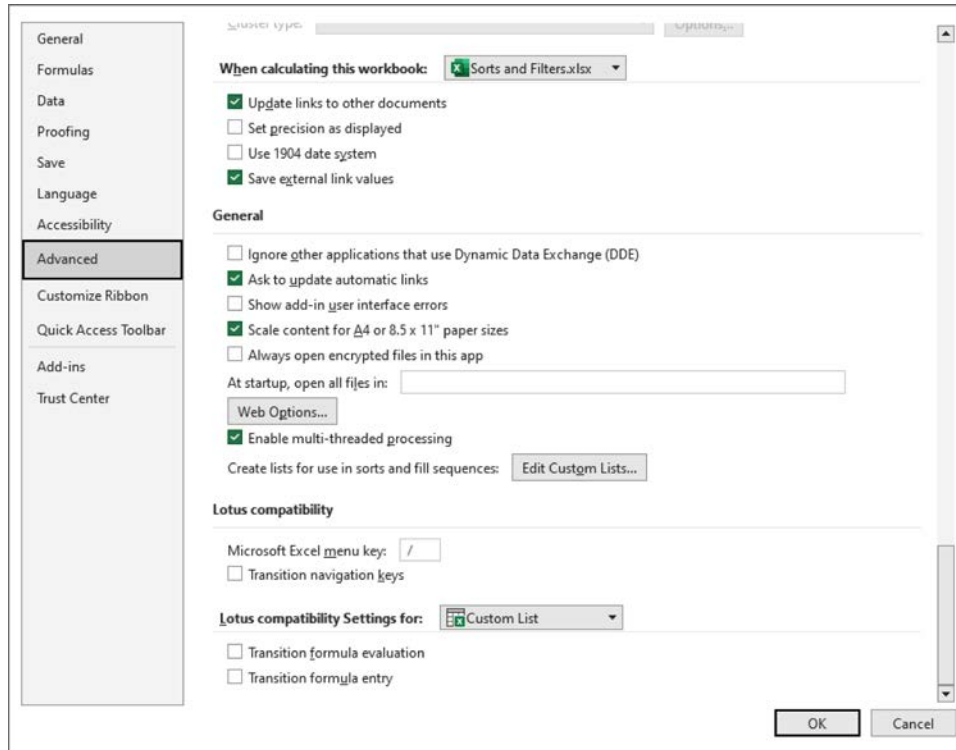 General
Formulas
Data
Proofing
Save
Language
Accessibility
Advanced
Customize Ribbon
Quick Access Toolbar
Add-ins
Trust Center
Cluster type:
Options...
When calculating this workbook: Sorts and Filters.xlsx
Update links to other documents
Set precision as displayed
Use 1904 date system
Save external link values
General
Ignore other applications that use Dynamic Data Exchange (DDE)
Ask to update automatic links
Show add-in user interface errors
Scale content for A4 or 8.5 x 11" paper sizes
Always open encrypted files in this app
At startup, open all files in:
Web Options...
Enable multi-threaded processing
Create lists for use in sorts and fill sequences: Edit Custom Lists...
Lotus compatibility
Microsoft Excel menu key: /
Transition navigation keys
Lotus compatibility Settings for: Custom List
Transition formula evaluation
Transition formula entry
OK Cancel